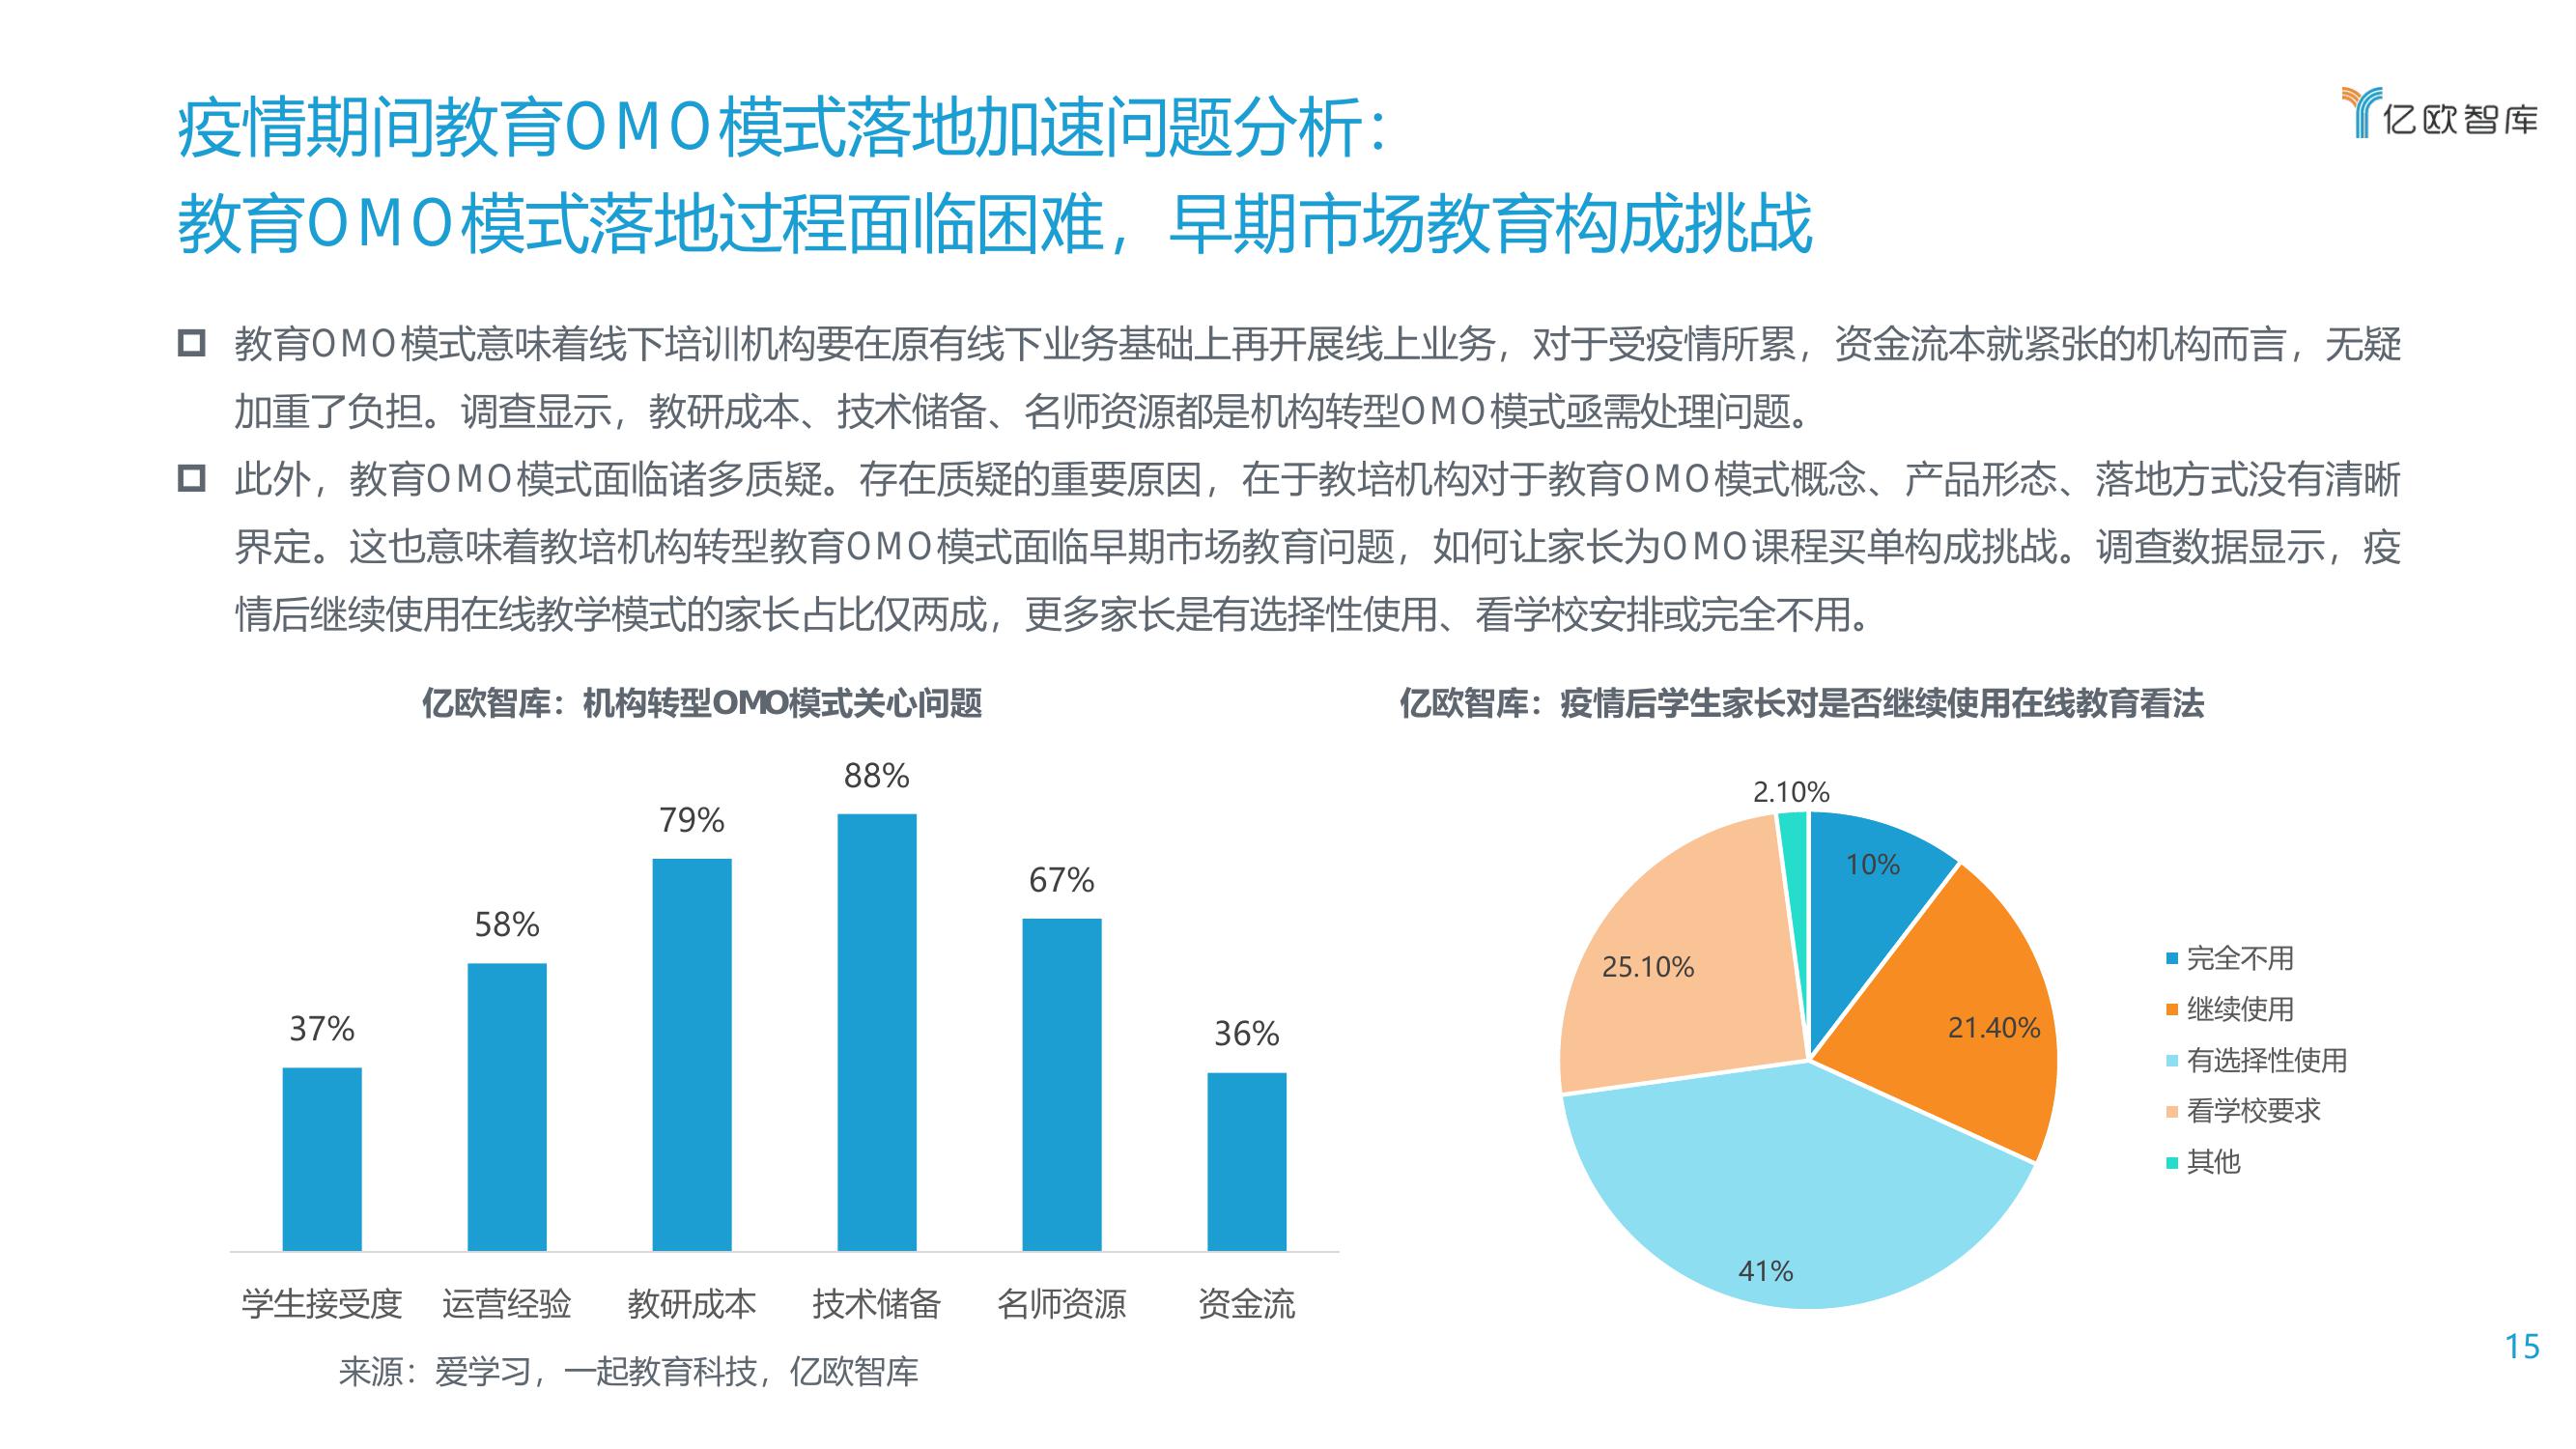 疫情期间教育OMO模式落地加速问题分析：
亿欧智库
教育OMO模式落地过程面临困难，早期市场教育构成挑战
教育OMO模式意味着线下培训机构要在原有线下业务基础上再开展线上业务，对于受疫情所累，资金流本就紧张的机构而言，无疑
加重了负担。调查显示，教研成本、技术储备、名师资源都是机构转型OMO模式亟需处理问题。
此外，教育OMO模式面临诸多质疑。存在质疑的重要原因，在于教培机构对于教育OMO模式概念、产品形态、落地方式没有清晰
界定。这也意味着教培机构转型教育OMO模式面临早期市场教育问题，如何让家长为OMO课程买单构成挑战。调查数据显示，疫
情后继续使用在线教学模式的家长占比仅两成，更多家长是有选择性使用、看学校安排或完全不用。
亿欧智库：机构转型OMO模式关心问题
37%
58%
79%
88%
67%
36%
学生接受度
运营经验
教研成本
技术储备
名师资源
资金流
亿欧智库：疫情后学生家长对是否继续使用在线教育看法
2.10%
10%
25.10%
21.40%
41%
完全不用
继续使用
有选择性使用
看学校要求
其他
来源：爱学习，一起教育科技，亿欧智库
15